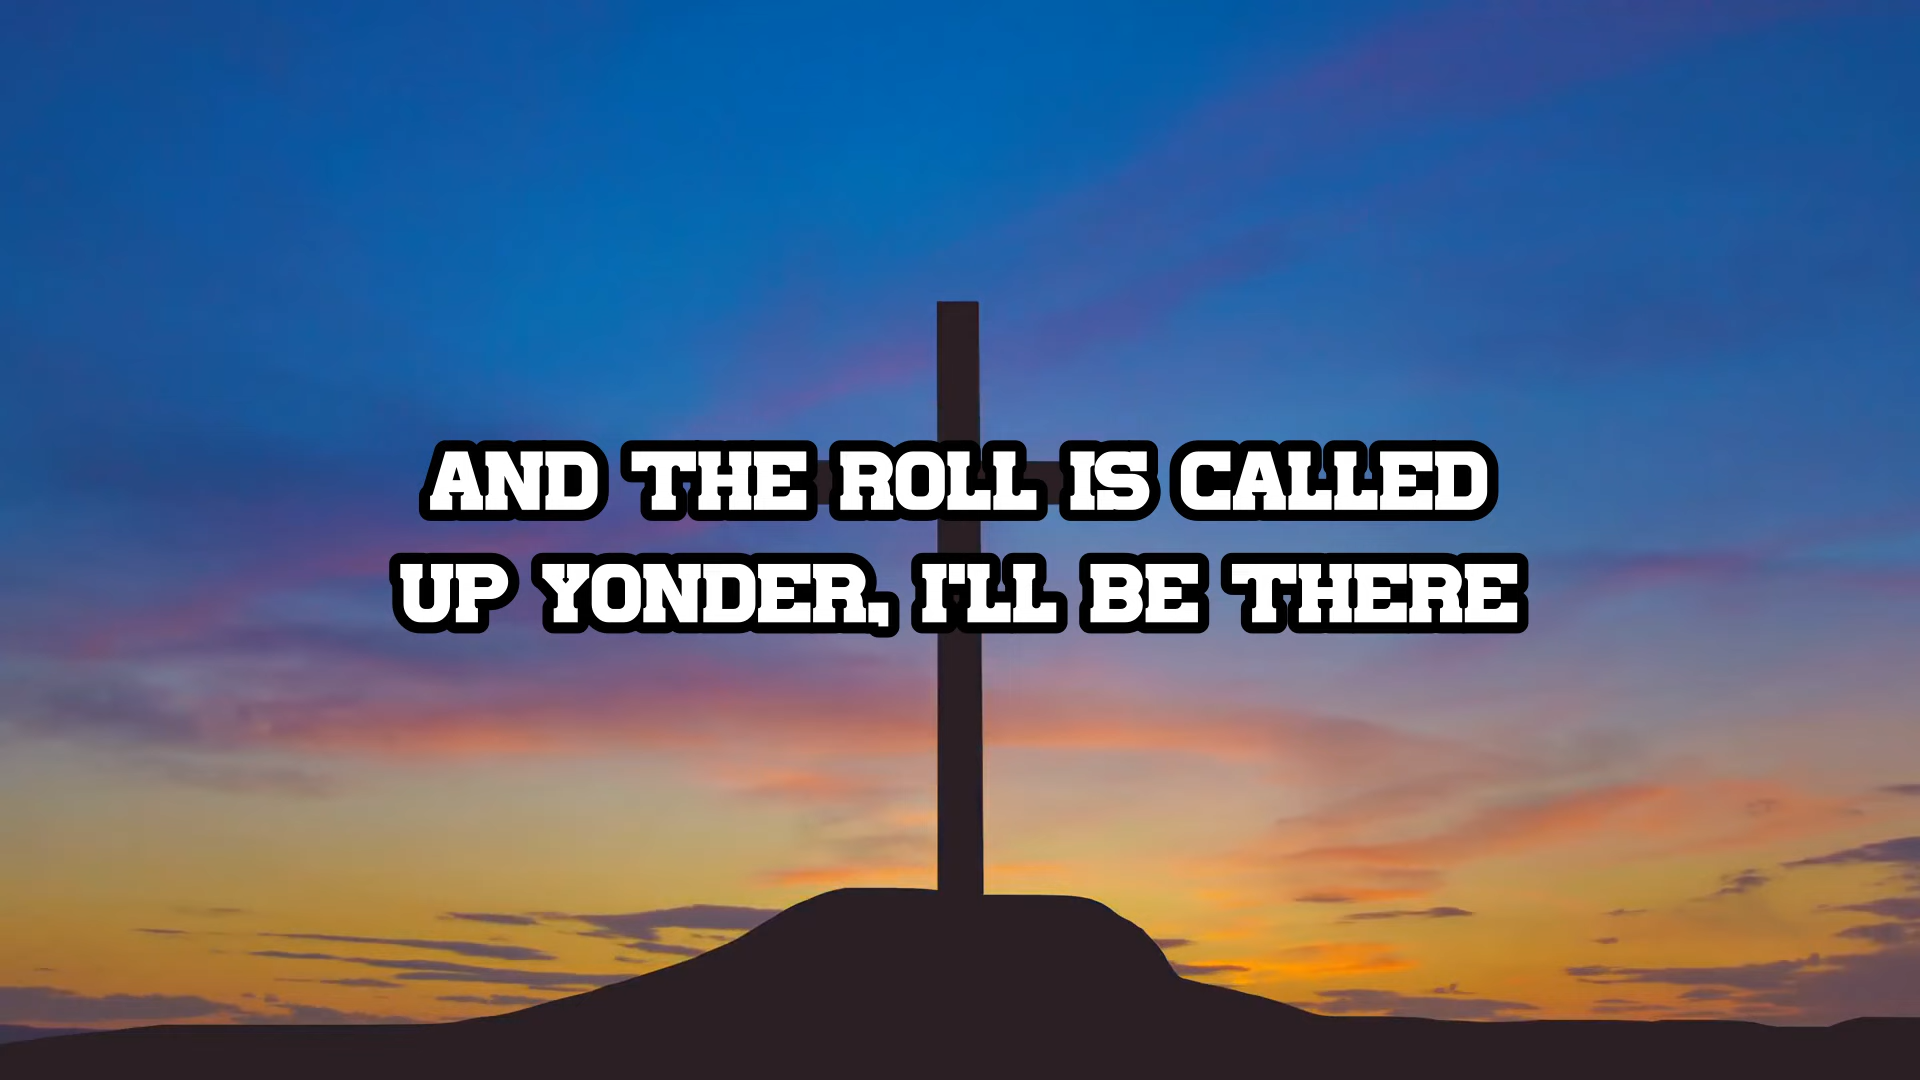 AND THE ROLL IS CALLED
UP YONDER, I'LL BE THERE